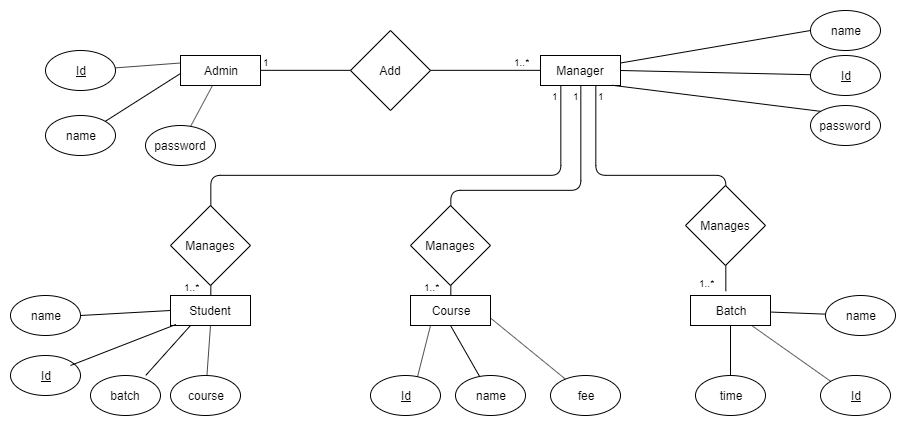 name
Id
Admin
1
Add
1..*
Manager
Id
name
password
password
1
1
1
Manages
Manages
Manages
1..*
1..*
1..*
name
Student
Course
Batch
name
Id
batch
course
Id
name
fee
time
Id